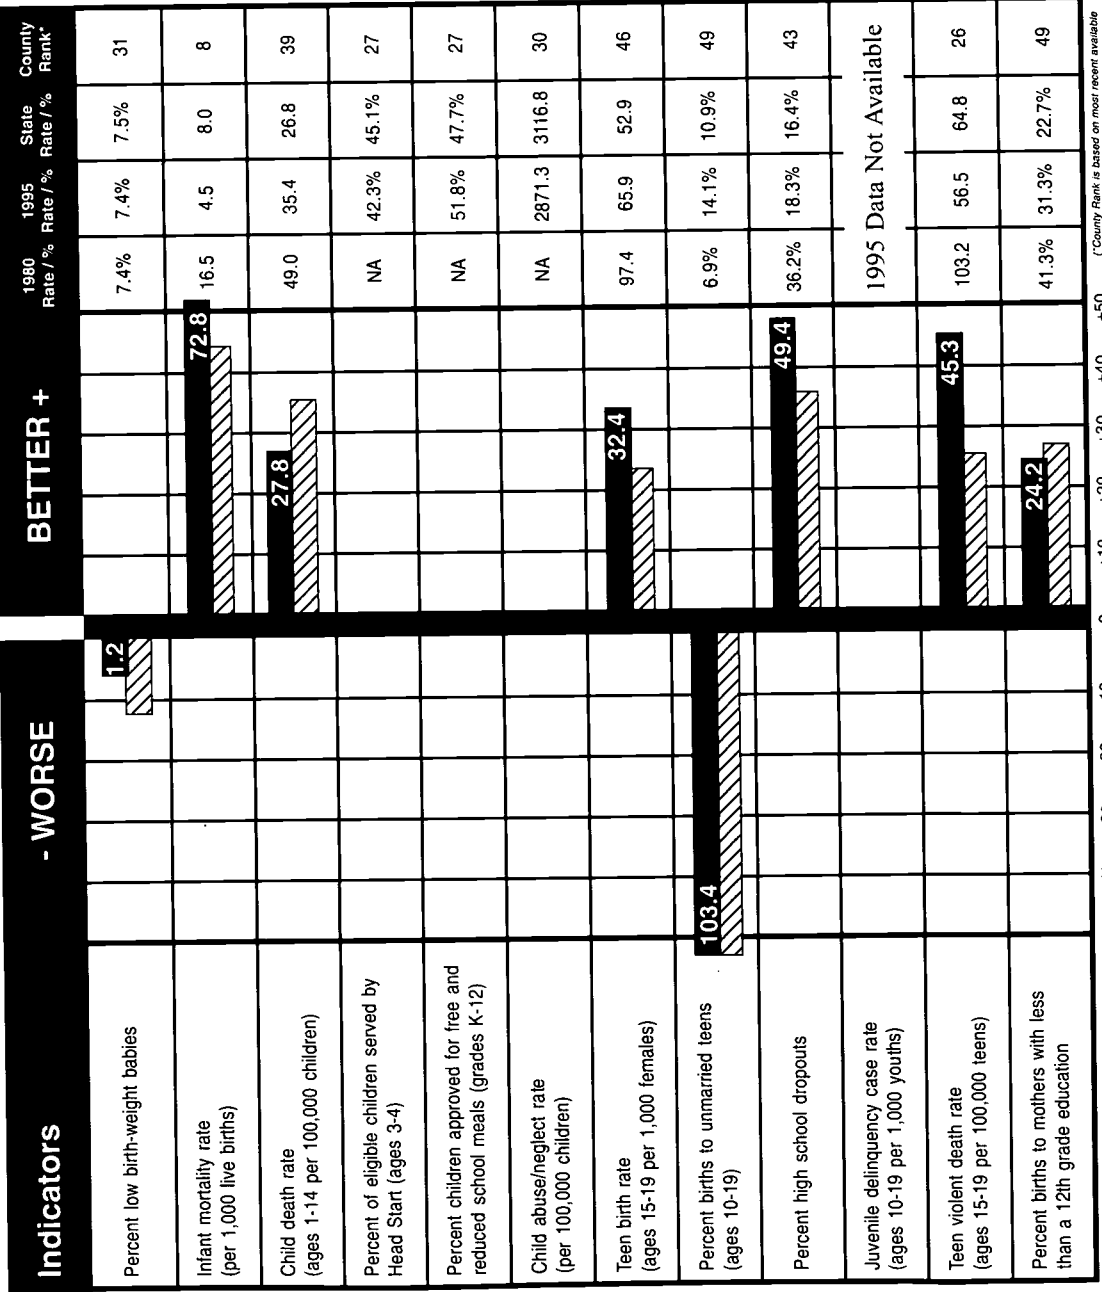 Indicators - WORSE BETTER + 1980 Rate / % 1995 Rate / % State Rate / % County Rank*
Percent low birth-weight babies 1.2 7.4% 7.4% 7.5% 31
Infant mortality rate
(per 1,000 live births) 72.8 16.5 4.5 8.0 8
Child death rate
(ages 1-14 per 100,000 children) 27.8 49.0 35.4 26.8 39
Percent of eligible children served by
Head Start (ages 3-4) NA 42.3% 45.1% 27
Percent children approved for free and
reduced school meals (grades K-12) NA 51.8% 47.7% 27
Child abuse/neglect rate
(per 100,000 children) NA 2871.3 3116.8 30
Teen birth rate
(ages 15-19 per 1,000 females) 32.4 97.4 65.9 52.9 46
Percent births to unmarried teens
(ages 10-19) 103.4 6.9% 14.1% 10.9% 49
Percent high school dropouts 49.4 36.2% 18.3% 16.4% 43
Juvenile delinquency case rate
(ages 10-19 per 1,000 youths) 1995 Data Not Available
Teen violent death rate
(ages 15-19 per 100,000 teens) 45.3 103.2 56.5 64.8 26
Percent births to mothers with less
than a 12th grade education 24.2 41.3% 31.3% 22.7% 49
(*County Rank is based on most recent available